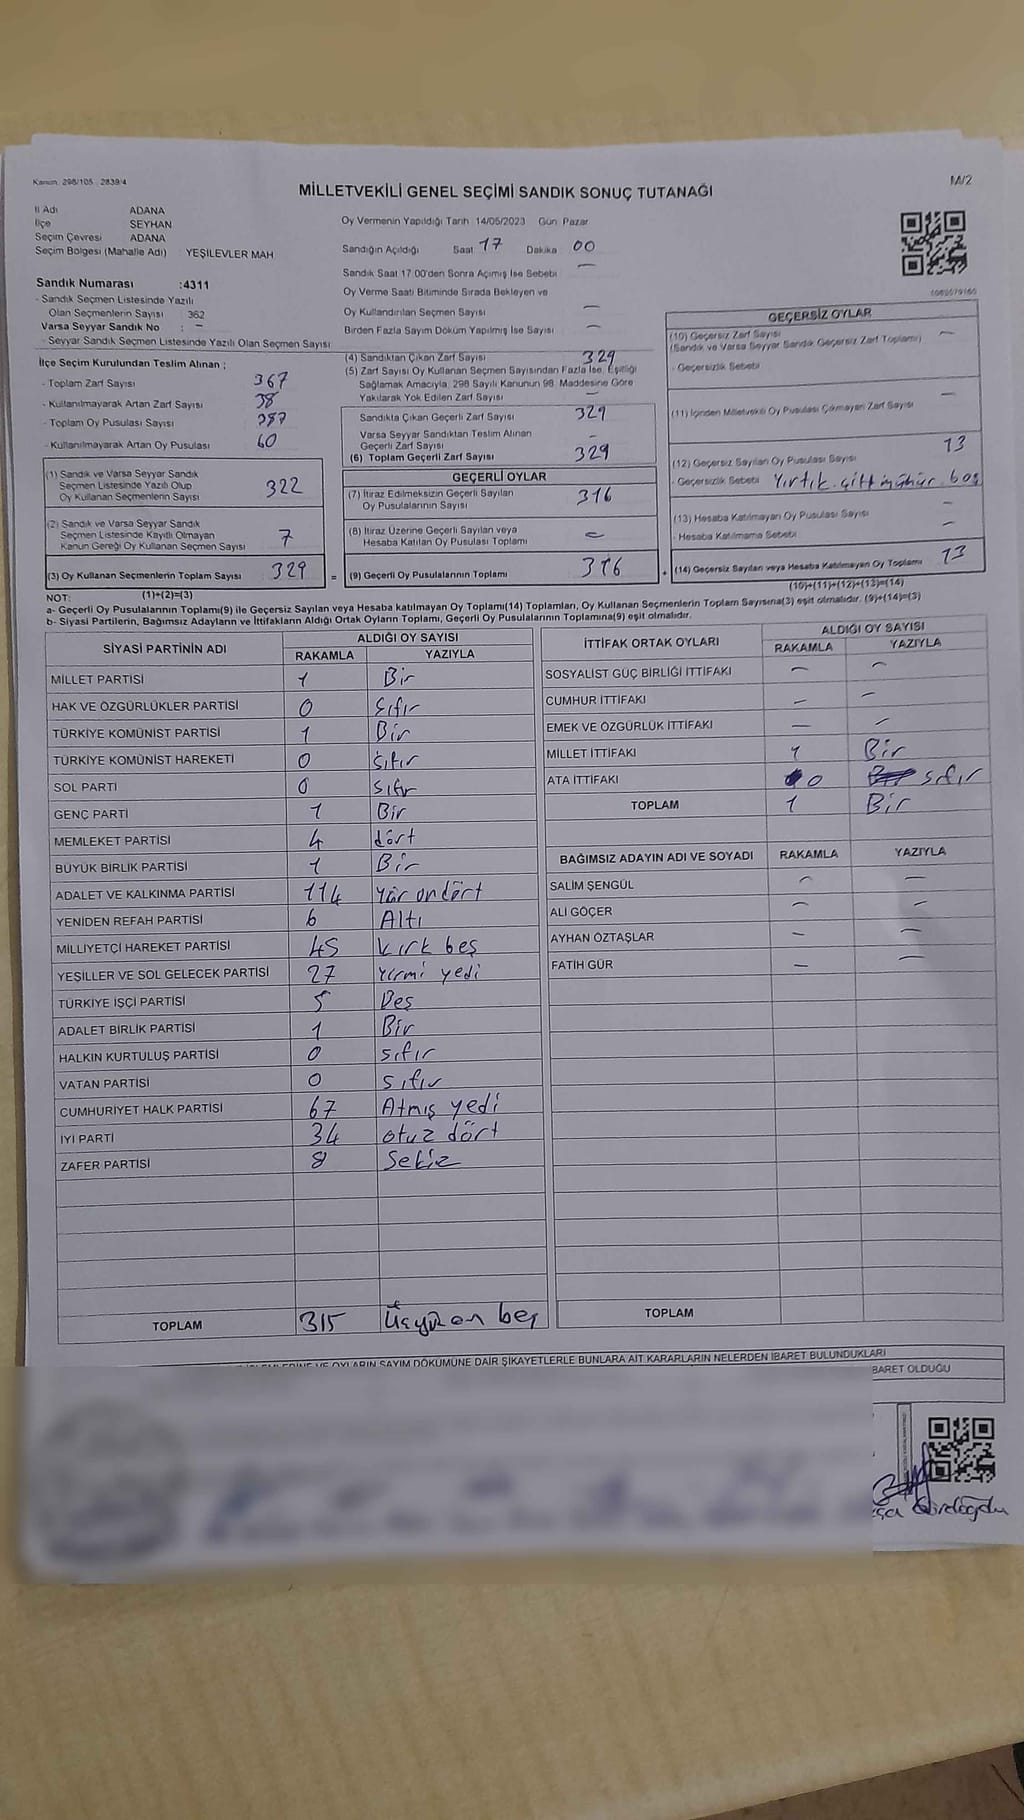 Kanun: 298/105 , 2839/4
MİLLETVEKİLİ GENEL SEÇİMİ SANDIK SONUÇ TUTANAĞI
M/2
İl Adı ADANA
İlçe SEYHAN
Seçim Çevresi ADANA
Seçim Bölgesi (Mahalle Adı) YEŞİLEVLER MAH
Sandık Numarası :4311
- Sandık Seçmen Listesinde Yazılı
Olan Seçmenlerin Sayısı 362
Varsa Seyyar Sandık No : –
- Seyyar Sandık Seçmen Listesinde Yazılı Olan Seçmen Sayısı
İlçe Seçim Kurulundan Teslim Alınan ;
- Toplam Zarf Sayısı 367
- Kullanılmayarak Artan Zarf Sayısı 38
- Toplam Oy Pusulası Sayısı 387
- Kullanılmayarak Artan Oy Pusulası 60
(1) Sandık ve Varsa Seyyar Sandık
Seçmen Listesinde Yazılı Olup
Oy Kullanan Seçmenlerin Sayısı 322
(2) Sandık ve Varsa Seyyar Sandık
Seçmen Listesinde Kayıtlı Olmayan
Kanun Gereği Oy Kullanan Seçmen Sayısı 7
(3) Oy Kullanan Seçmenlerin Toplam Sayısı 329
Oy Vermenin Yapıldığı Tarih : 14/05/2023 Gün : Pazar
Sandığın Açıldığı Saat 17 Dakika 00
Sandık Saat 17:00'den Sonra Açımış İse Sebebi –
Oy Verme Saati Bitiminde Sırada Bekleyen ve
Oy Kullandırılan Seçmen Sayısı –
Birden Fazla Sayım Döküm Yapılmış İse Sayısı –
(4) Sandıktan Çıkan Zarf Sayısı 329
(5) Zarf Sayısı Oy Kullanan Seçmen Sayısından Fazla İse, Eşitliği
Sağlamak Amacıyla, 298 Sayılı Kanunun 98. Maddesine Göre
Yakılarak Yok Edilen Zarf Sayısı –
Sandıkta Çıkan Geçerli Zarf Sayısı 329
Varsa Seyyar Sandıktan Teslim Alınan
Geçerli Zarf Sayısı –
(6) Toplam Geçerli Zarf Sayısı 329
GEÇERLİ OYLAR
(7) İtiraz Edilmeksizin Geçerli Sayılan
Oy Pusulalarının Sayısı 316
(8) İtiraz Üzerine Geçerli Sayılan veya
Hesaba Katılan Oy Pusulası Toplamı –
= (9) Geçerli Oy Pusulalarının Toplamı 316
GEÇERSİZ OYLAR
(10) Geçersiz Zarf Sayısı –
(Sandık ve Varsa Seyyar Sandık Geçersiz Zarf Toplamı)
- Geçersizlik Sebebi
(11) İçinden Milletvekili Oy Pusulası Çıkmayan Zarf Sayısı –
(12) Geçersiz Sayılan Oy Pusulası Sayısı 13
- Geçersizlik Sebebi Yırtık. çift mühür. boş
(13) Hesaba Katılmayan Oy Pusulası Sayısı –
- Hesaba Katılmama Sebebi –
+ (14) Geçersiz Sayılan veya Hesaba Katılmayan Oy Toplamı 13
NOT: (1)+(2)=(3)
(10)+(11)+(12)+(13)=(14)
a- Geçerli Oy Pusulalarının Toplamı(9) ile Geçersiz Sayılan veya Hesaba katılmayan Oy Toplamı(14) Toplamları, Oy Kullanan Seçmenlerin Toplam Sayısına(3) eşit olmalıdır. (9)+(14)=(3)
b- Siyasi Partilerin, Bağımsız Adayların ve İttifakların Aldığı Ortak Oyların Toplamı, Geçerli Oy Pusulalarının Toplamına(9) eşit olmalıdır.
SİYASİ PARTİNİN ADI ALDIĞI OY SAYISI
RAKAMLA YAZIYLA
MİLLET PARTİSİ 1 Bir
HAK VE ÖZGÜRLÜKLER PARTİSİ 0 Sıfır
TÜRKİYE KOMÜNİST PARTİSİ 1 Bir
TÜRKİYE KOMÜNİST HAREKETİ 0 Sıfır
SOL PARTİ 0 Sıfır
GENÇ PARTİ 1 Bir
MEMLEKET PARTİSİ 4 dört
BÜYÜK BİRLİK PARTİSİ 1 Bir
ADALET VE KALKINMA PARTİSİ 114 Yüz ondört
YENİDEN REFAH PARTİSİ 6 Altı
MİLLİYETÇİ HAREKET PARTİSİ 45 kırk beş
YEŞİLLER VE SOL GELECEK PARTİSİ 27 Yirmi yedi
TÜRKİYE İŞÇİ PARTİSİ 5 Beş
ADALET BİRLİK PARTİSİ 1 Bir
HALKIN KURTULUŞ PARTİSİ 0 sıfır
VATAN PARTİSİ 0 sıfır
CUMHURİYET HALK PARTİSİ 67 Atmış yedi
İYİ PARTİ 34 otuz dört
ZAFER PARTİSİ 8 Sekiz
TOPLAM 315 Üçyüz on beş
İTTİFAK ORTAK OYLARI ALDIĞI OY SAYISI
RAKAMLA YAZIYLA
SOSYALİST GÜÇ BİRLİĞİ İTTİFAKI – –
CUMHUR İTTİFAKI – –
EMEK VE ÖZGÜRLÜK İTTİFAKI – –
MİLLET İTTİFAKI 1 Bir
ATA İTTİFAKI 0 sıfır
TOPLAM 1 Bir
BAĞIMSIZ ADAYIN ADI VE SOYADI RAKAMLA YAZIYLA
SALİM ŞENGÜL – –
ALİ GÖÇER – –
AYHAN ÖZTAŞLAR – –
FATİH GÜR – –
TOPLAM
VE OYLARIN SAYIM DÖKÜMÜNE DAİR ŞİKAYETLERLE BUNLARA AİT KARARLARIN NELERDEN İBARET BULUNDUKLARI
BARET OLDUĞU